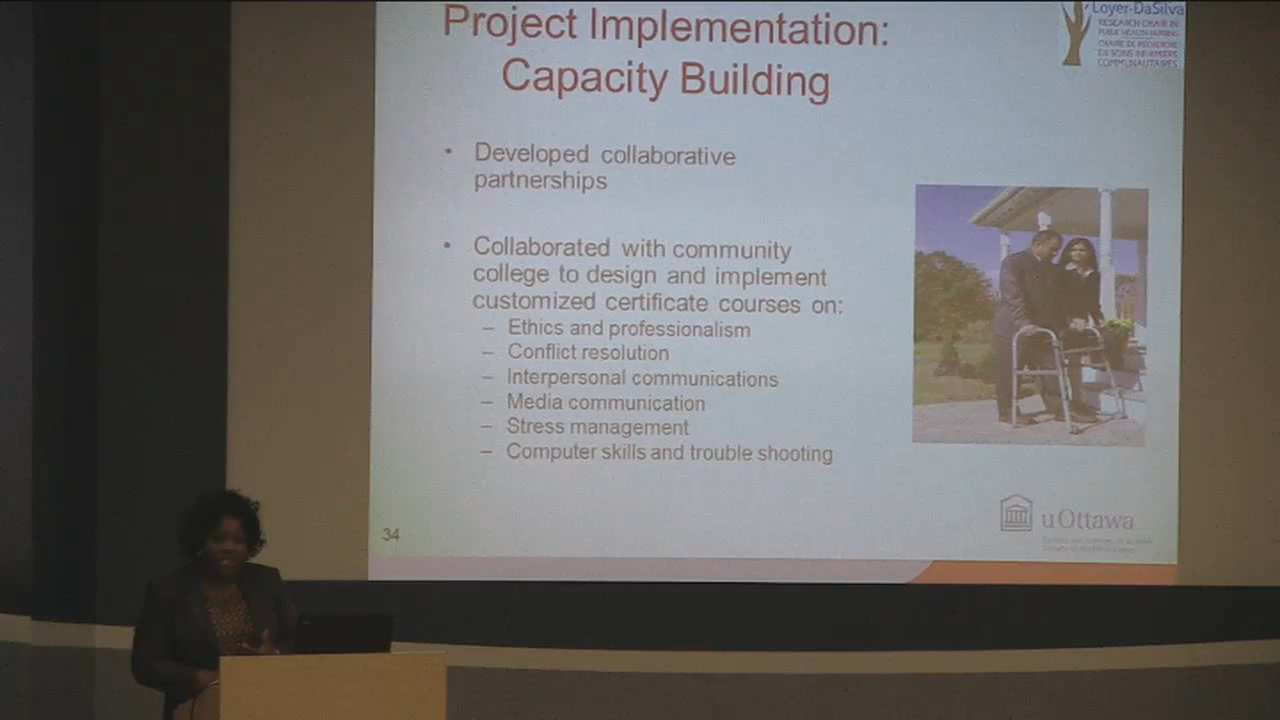 Project Implementation:
Capacity Building
Loyer-DaSilva
RESEARCH CHAIR IN
PUBLIC HEALTH NURSING
CHAIRE DE RECHERCHE
EN SOINS INFIRMIERS
COMMUNAUTAIRES
• Developed collaborative
partnerships
• Collaborated with community
college to design and implement
customized certificate courses on:
– Ethics and professionalism
– Conflict resolution
– Interpersonal communications
– Media communication
– Stress management
– Computer skills and trouble shooting
34
uOttawa